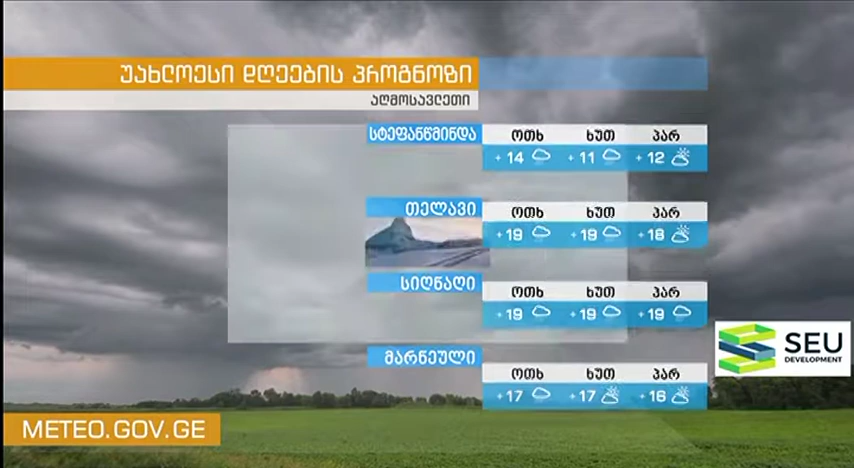 უახლოესი დღეების პროგნოზი
აღმოსავლეთი
სტეფანწმინდა ოთხ ხუთ პარ
+14 +11 +12
თელავი ოთხ ხუთ პარ
+19 +19 +18
სიღნაღი ოთხ ხუთ პარ
+19 +19 +19
მარნეული ოთხ ხუთ პარ
+17 +17 +16
SEU
DEVELOPMENT
METEO.GOV.GE